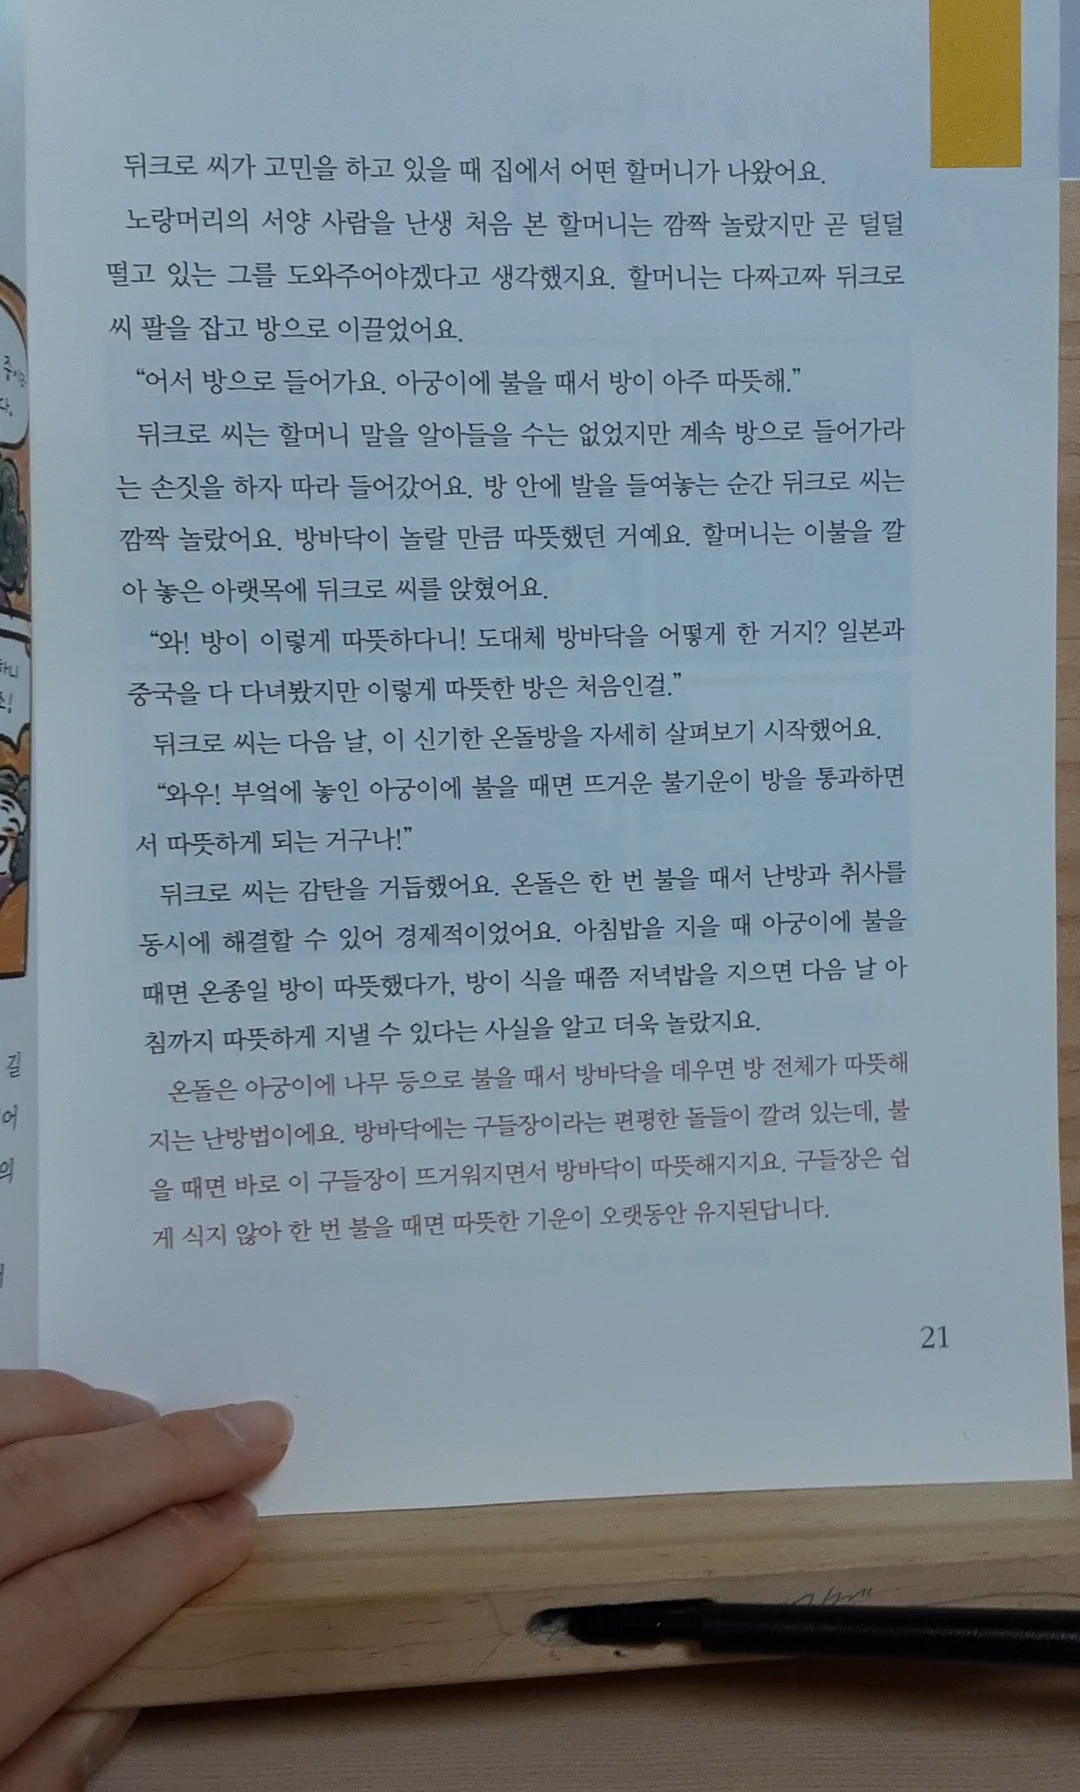 뒤크로 씨가 고민을 하고 있을 때 집에서 어떤 할머니가 나왔어요.
노랑머리의 서양 사람을 난생 처음 본 할머니는 깜짝 놀랐지만 곧 덜덜
떨고 있는 그를 도와주어야겠다고 생각했지요. 할머니는 다짜고짜 뒤크로
씨 팔을 잡고 방으로 이끌었어요.
“어서 방으로 들어가요. 아궁이에 불을 때서 방이 아주 따뜻해.”
뒤크로 씨는 할머니 말을 알아들을 수는 없었지만 계속 방으로 들어가라
는 손짓을 하자 따라 들어갔어요. 방 안에 발을 들여놓는 순간 뒤크로 씨는
깜짝 놀랐어요. 방바닥이 놀랄 만큼 따뜻했던 거예요. 할머니는 이불을 깔
아 놓은 아랫목에 뒤크로 씨를 앉혔어요.
“와! 방이 이렇게 따뜻하다니! 도대체 방바닥을 어떻게 한 거지? 일본과
중국을 다 다녀봤지만 이렇게 따뜻한 방은 처음인걸.”
뒤크로 씨는 다음 날, 이 신기한 온돌방을 자세히 살펴보기 시작했어요.
“와우! 부엌에 놓인 아궁이에 불을 때면 뜨거운 불기운이 방을 통과하면
서 따뜻하게 되는 거구나!”
뒤크로 씨는 감탄을 거듭했어요. 온돌은 한 번 불을 때서 난방과 취사를
동시에 해결할 수 있어 경제적이었어요. 아침밥을 지을 때 아궁이에 불을
때면 온종일 방이 따뜻했다가, 방이 식을 때쯤 저녁밥을 지으면 다음 날 아
침까지 따뜻하게 지낼 수 있다는 사실을 알고 더욱 놀랐지요.
온돌은 아궁이에 나무 등으로 불을 때서 방바닥을 데우면 방 전체가 따뜻해
지는 난방법이에요. 방바닥에는 구들장이라는 편평한 돌들이 깔려 있는데, 불
을 때면 바로 이 구들장이 뜨거워지면서 방바닥이 따뜻해지지요. 구들장은 쉽
게 식지 않아 한 번 불을 때면 따뜻한 기운이 오랫동안 유지된답니다.
21